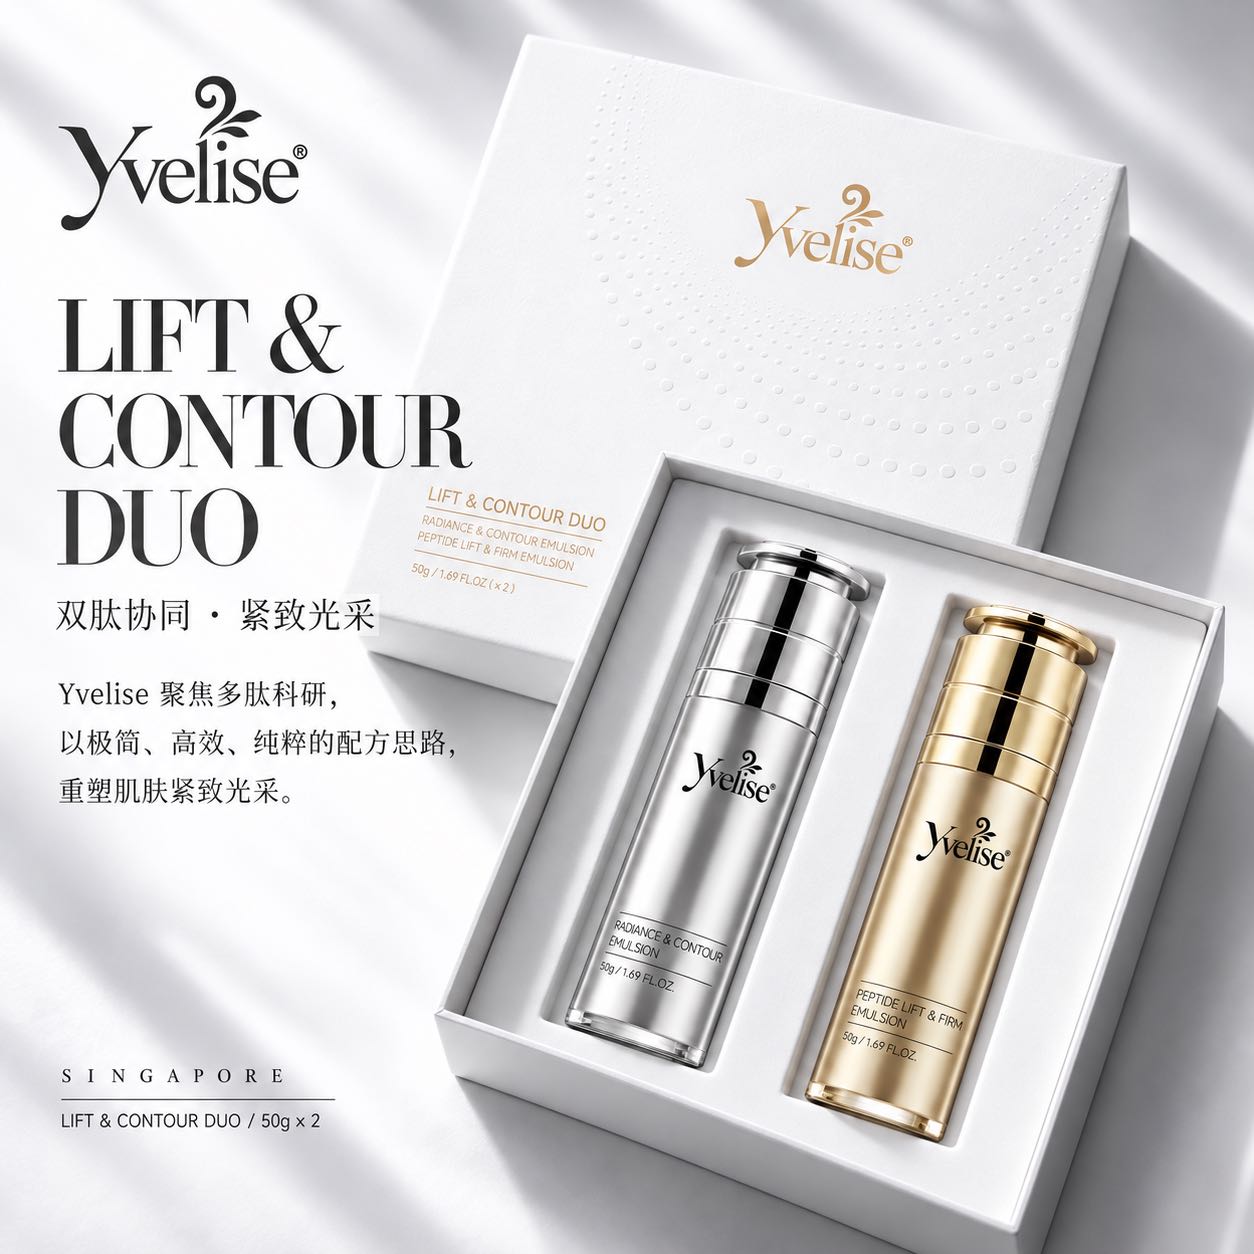 Yvelise®
LIFT &
CONTOUR
DUO
双肽协同 · 紧致光采
Yvelise 聚焦多肽科研,
以极简、高效、纯粹的配方思路,
重塑肌肤紧致光采。
SINGAPORE
LIFT & CONTOUR DUO / 50g x 2
Yvelise®
LIFT & CONTOUR DUO
RADIANCE & CONTOUR EMULSION
PEPTIDE LIFT & FIRM EMULSION
50g / 1.69 FL.OZ ( x 2 )
Yvelise®
RADIANCE & CONTOUR
EMULSION
50g / 1.69 FL.OZ.
Yvelise®
PEPTIDE LIFT & FIRM
EMULSION
50g / 1.69 FL.OZ.